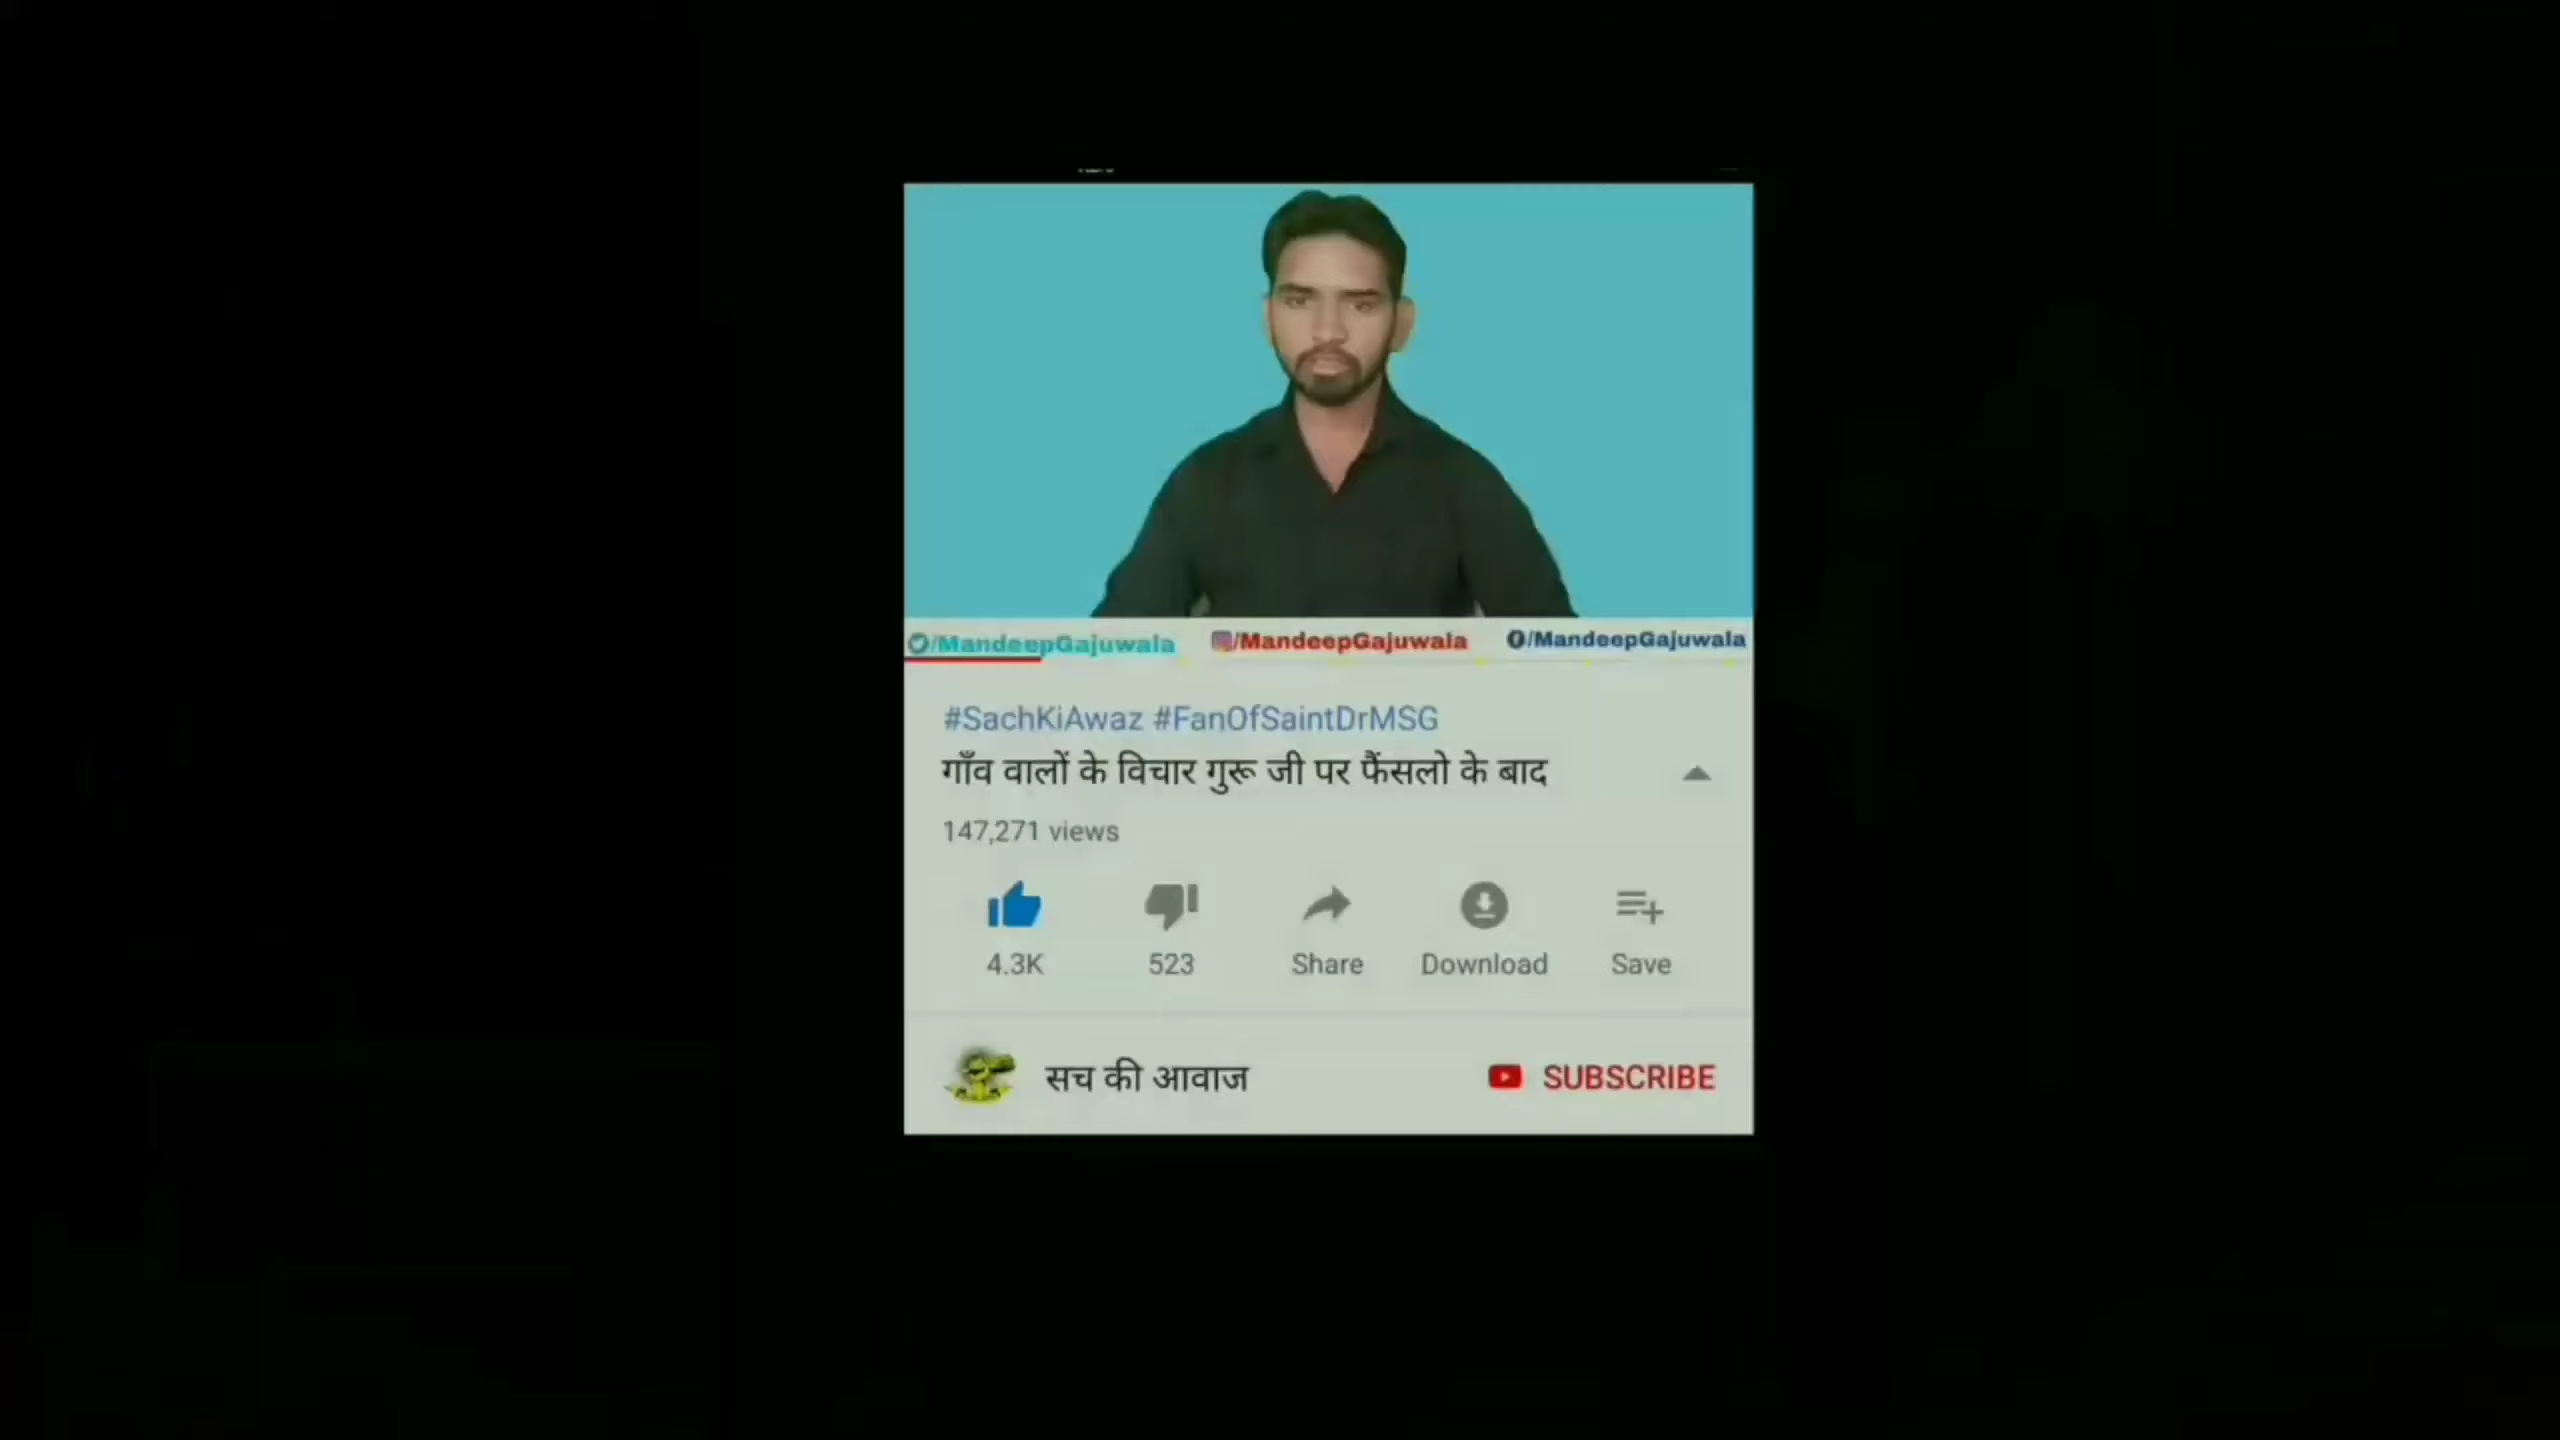 /MandeepGajuwala /MandeepGajuwala /MandeepGajuwala
#SachKiAwaz #FanOfSaintDrMSG
गाँव वालों के विचार गुरू जी पर फैंसलो के बाद
147,271 views
4.3K 523 Share Download Save
सच की आवाज SUBSCRIBE